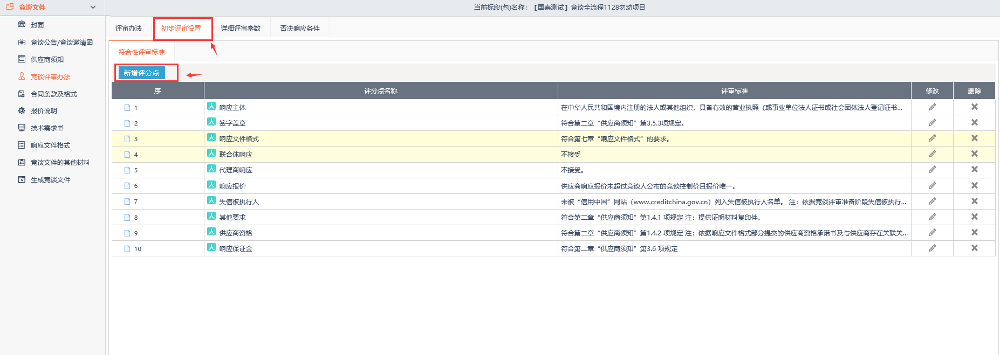 竞谈文件
当前标段(包)名称：【国泰测试】竞谈全流程1128勿动项目
封面
竞谈公告/竞谈邀请函
供应商须知
竞谈评审办法
合同条款及格式
报价说明
技术需求书
响应文件格式
竞谈文件的其他材料
生成竞谈文件
评审办法 初步评审设置 详细评审参数 否决响应条件
符合性评审标准
新增评分点
序 评分点名称 评审标准 修改 删除
1 响应主体 在中华人民共和国境内注册的法人或其他组织，具备有效的营业执照（或事业单位法人证书或社会团体法人登记证书...
2 签字盖章 符合第二章“供应商须知”第3.5.3项规定。
3 响应文件格式 符合第七章“响应文件格式”的要求。
4 联合体响应 不接受
5 代理商响应 不接受。
6 响应报价 供应商响应报价未超过竞谈人公布的竞谈控制价且报价唯一。
7 失信被执行人 未被“信用中国”网站（www.creditchina.gov.cn）列入失信被执行人名单。 注：依据竞谈评审准备阶段失信被执行...
8 其他要求 符合第二章“供应商须知”第1.4.1 项规定 注：提供证明材料复印件。
9 供应商资格 符合第二章“供应商须知”第1.4.2 项规定 注：依据响应文件格式部分提交的供应商资格承诺书及与供应商存在关联关...
10 响应保证金 符合第二章“供应商须知”第3.6 项规定